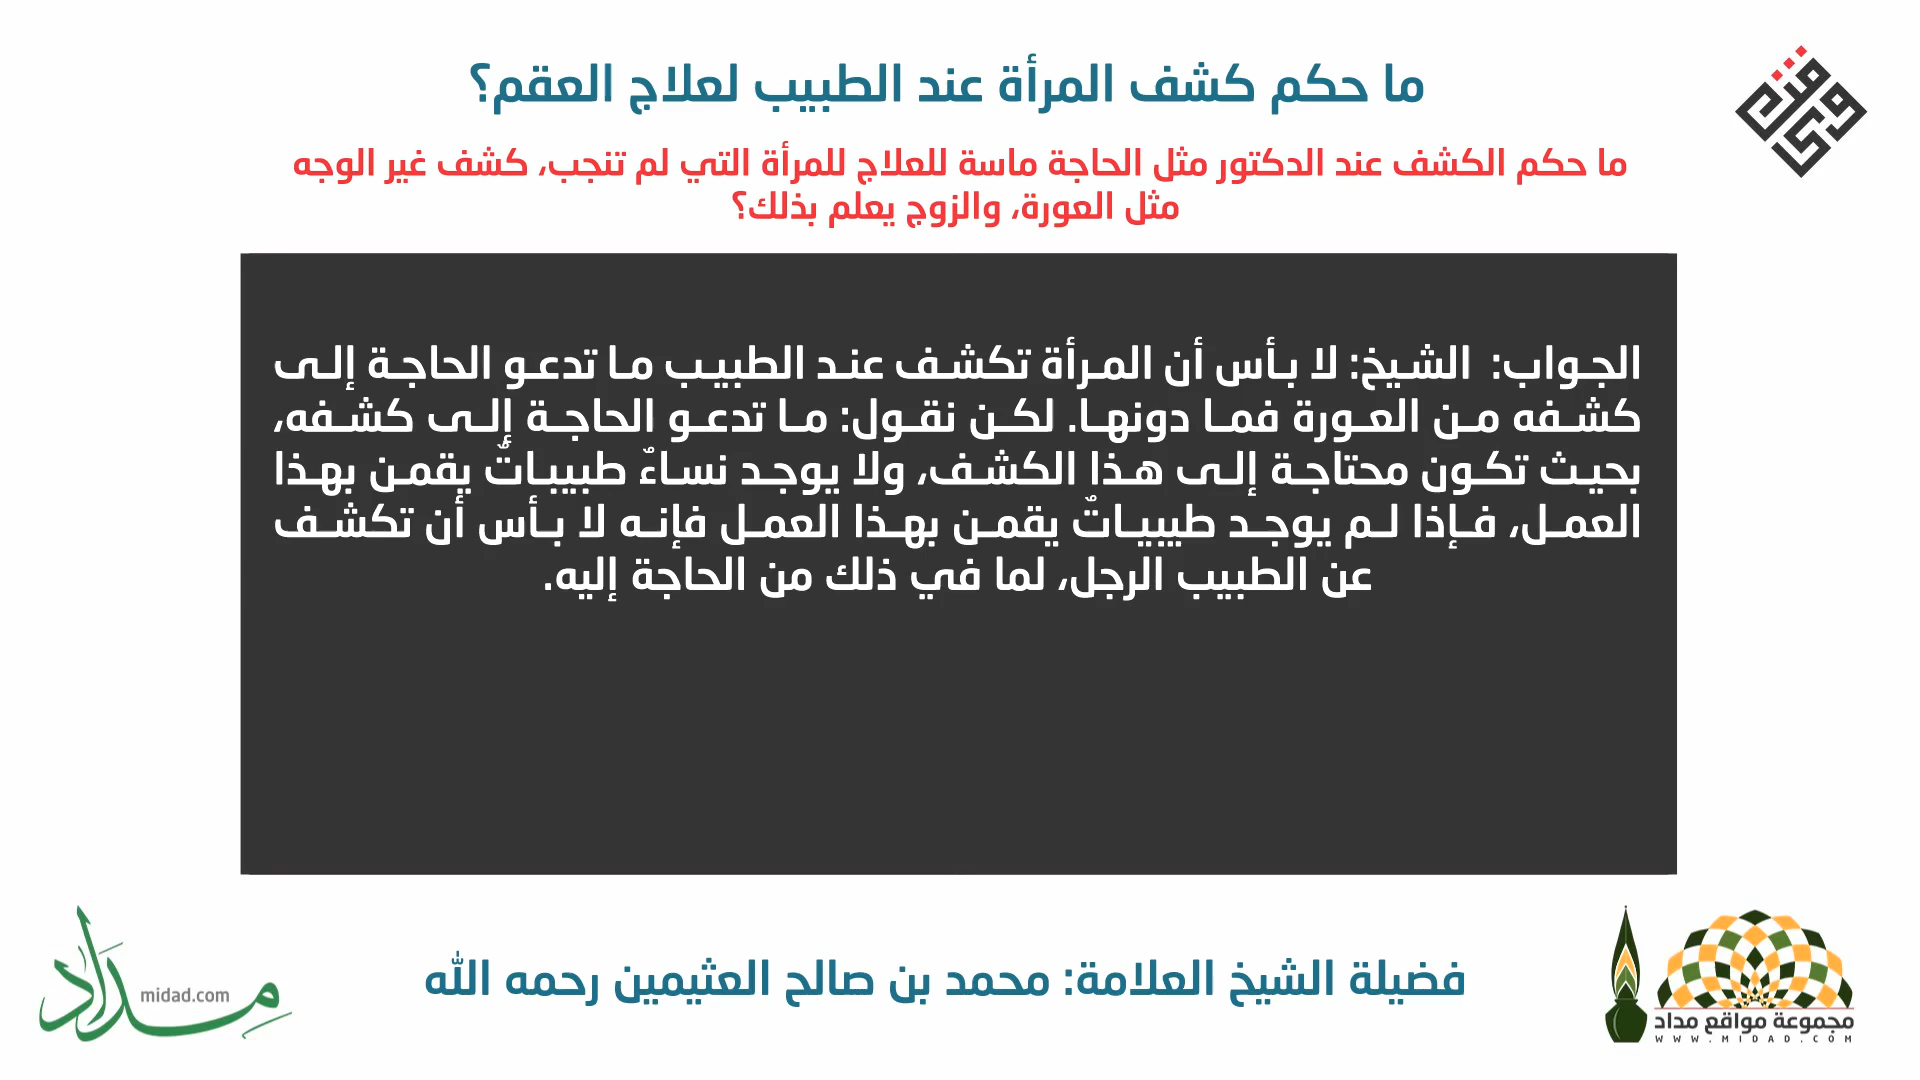 ما حكم كشف المرأة عند الطبيب لعلاج العقم؟
ما حكم الكشف عند الدكتور مثل الحاجة ماسة للعلاج للمرأة التي لم تنجب، كشف غير الوجه
مثل العورة، والزوج يعلم بذلك؟
الجواب: الشيخ: لا بأس أن المرأة تكشف عند الطبيب ما تدعو الحاجة إلى
كشفه من العورة فما دونها. لكن نقول: ما تدعو الحاجة إلى كشفه،
بحيث تكون محتاجة إلى هذا الكشف، ولا يوجد نساءٌ طبيباتٌ يقمن بهذا
العمل، فإذا لم يوجد طيبياتٌ يقمن بهذا العمل فإنه لا بأس أن تكشف
عن الطبيب الرجل، لما في ذلك من الحاجة إليه.
فضيلة الشيخ العلامة: محمد بن صالح العثيمين رحمه الله
مداد
midad.com
مجموعة مواقع مداد
WWW.MIDAD.COM